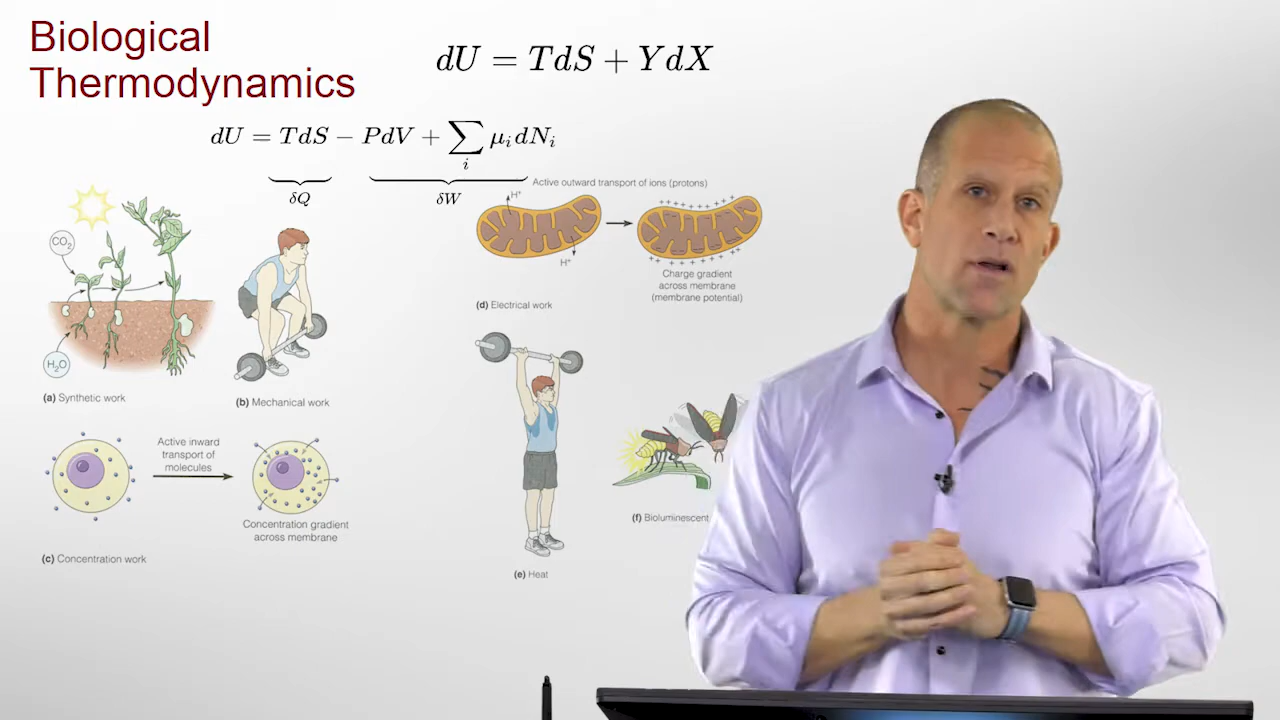 Biological
Thermodynamics
dU = TdS + YdX
dU = TdS − PdV + ∑ μᵢdNᵢ
i
δQ
δW
Active outward transport of ions (protons)
H⁺
H⁺
+ + + + + + + +
+ + + + + + + +
Charge gradient
across membrane
(membrane potential)
(d) Electrical work
CO₂
H₂O
(a) Synthetic work
(b) Mechanical work
Active inward
transport of
molecules
Concentration gradient
across membrane
(c) Concentration work
(e) Heat
(f) Bioluminescent